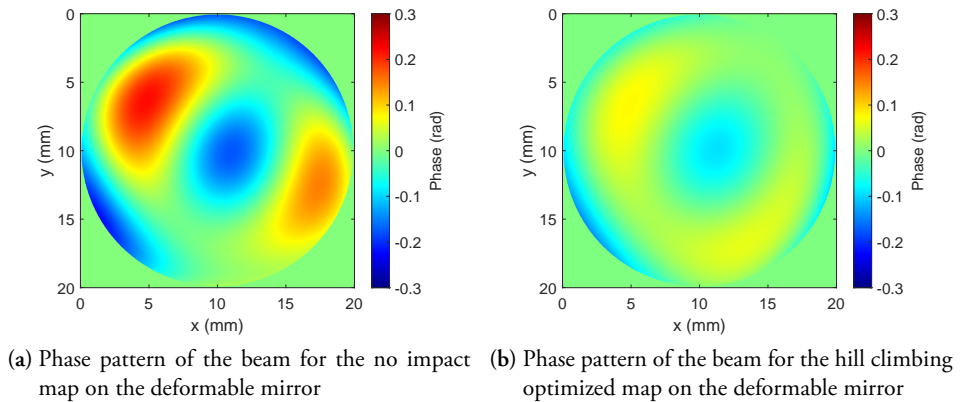 0
5
10
15
20
y (mm)
0 5 10 15 20
x (mm)
0.3
0.2
0.1
0
-0.1
-0.2
-0.3
Phase (rad)
0
5
10
15
20
y (mm)
0 5 10 15 20
x (mm)
0.3
0.2
0.1
0
-0.1
-0.2
-0.3
Phase (rad)
(a) Phase pattern of the beam for the no impact
map on the deformable mirror
(b) Phase pattern of the beam for the hill climbing
optimized map on the deformable mirror